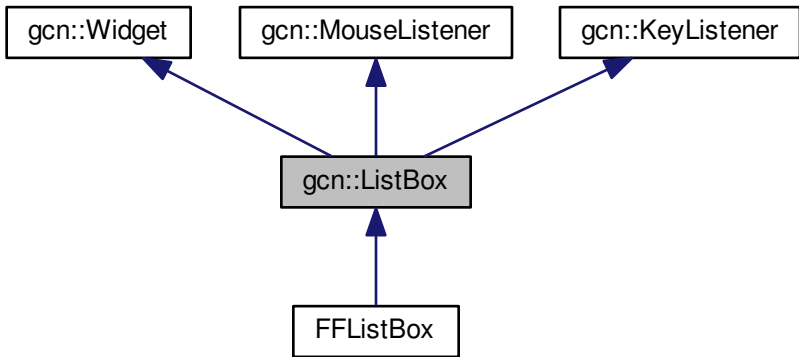 gcn::Widget
gcn::MouseListener
gcn::KeyListener
gcn::ListBox
FFListBox